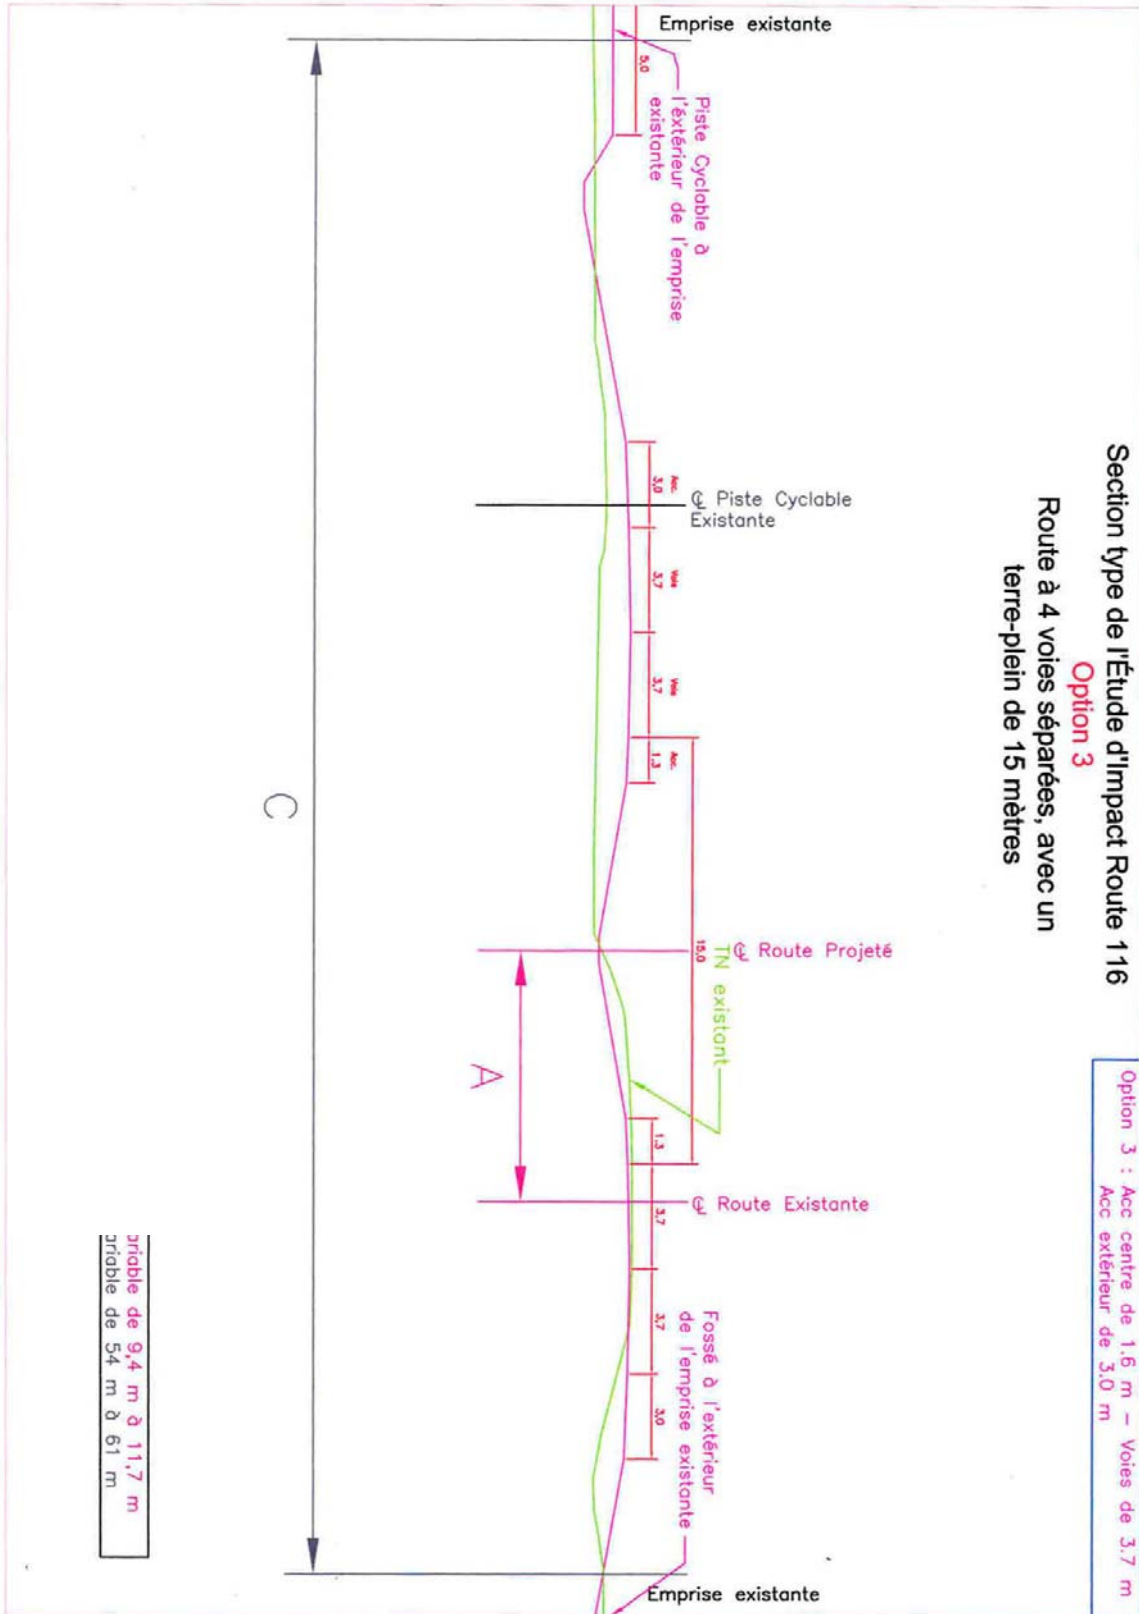 Section type de l'Étude d'Impact Route 116
Option 3
Route à 4 voies séparées, avec un
terre-plein de 15 mètres
Option 3 : Acc centre de 1.6 m – Voies de 3.7 m
Acc extérieur de 3.0 m
Emprise existante
5,0
Piste Cyclable à
l'éxtérieur de l'emprise
existante
Acc.
3,0
℄ Piste Cyclable
Existante
Voie
3,7
Voie
3,7
Acc.
1,3
15,0
℄ Route Projeté
TN existant
1,3
℄ Route Existante
3,7
3,7
3,0
Fossé à l'extérieur
de l'emprise existante
Emprise existante
A
C
ariable de 9,4 m à 11,7 m
ariable de 54 m à 61 m